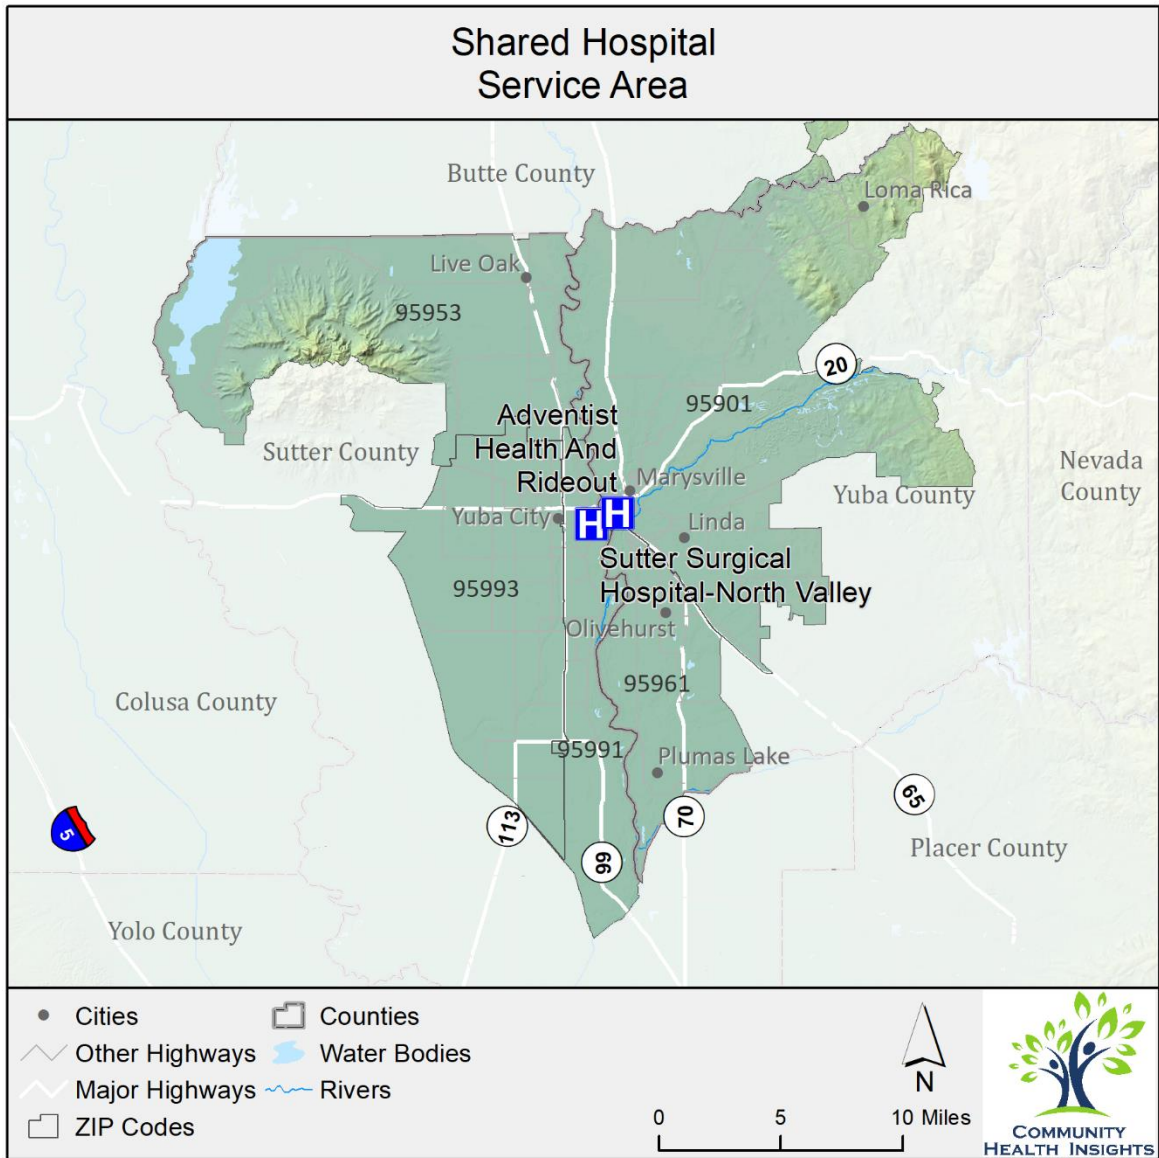 Shared Hospital
Service Area
Butte County
Loma Rica
Live Oak
95953
20
Adventist
Health And
Rideout
95901
Sutter County
Nevada
County
Marysville
Yuba County
Yuba City
H
H
Linda
Sutter Surgical
Hospital-North Valley
95993
Olivehurst
95961
Colusa County
95991
Plumas Lake
65
5
113
70
99
Placer County
Yolo County
Cities
Counties
Other Highways
Water Bodies
Major Highways
Rivers
ZIP Codes
N
0 5 10 Miles
COMMUNITY
HEALTH INSIGHTS